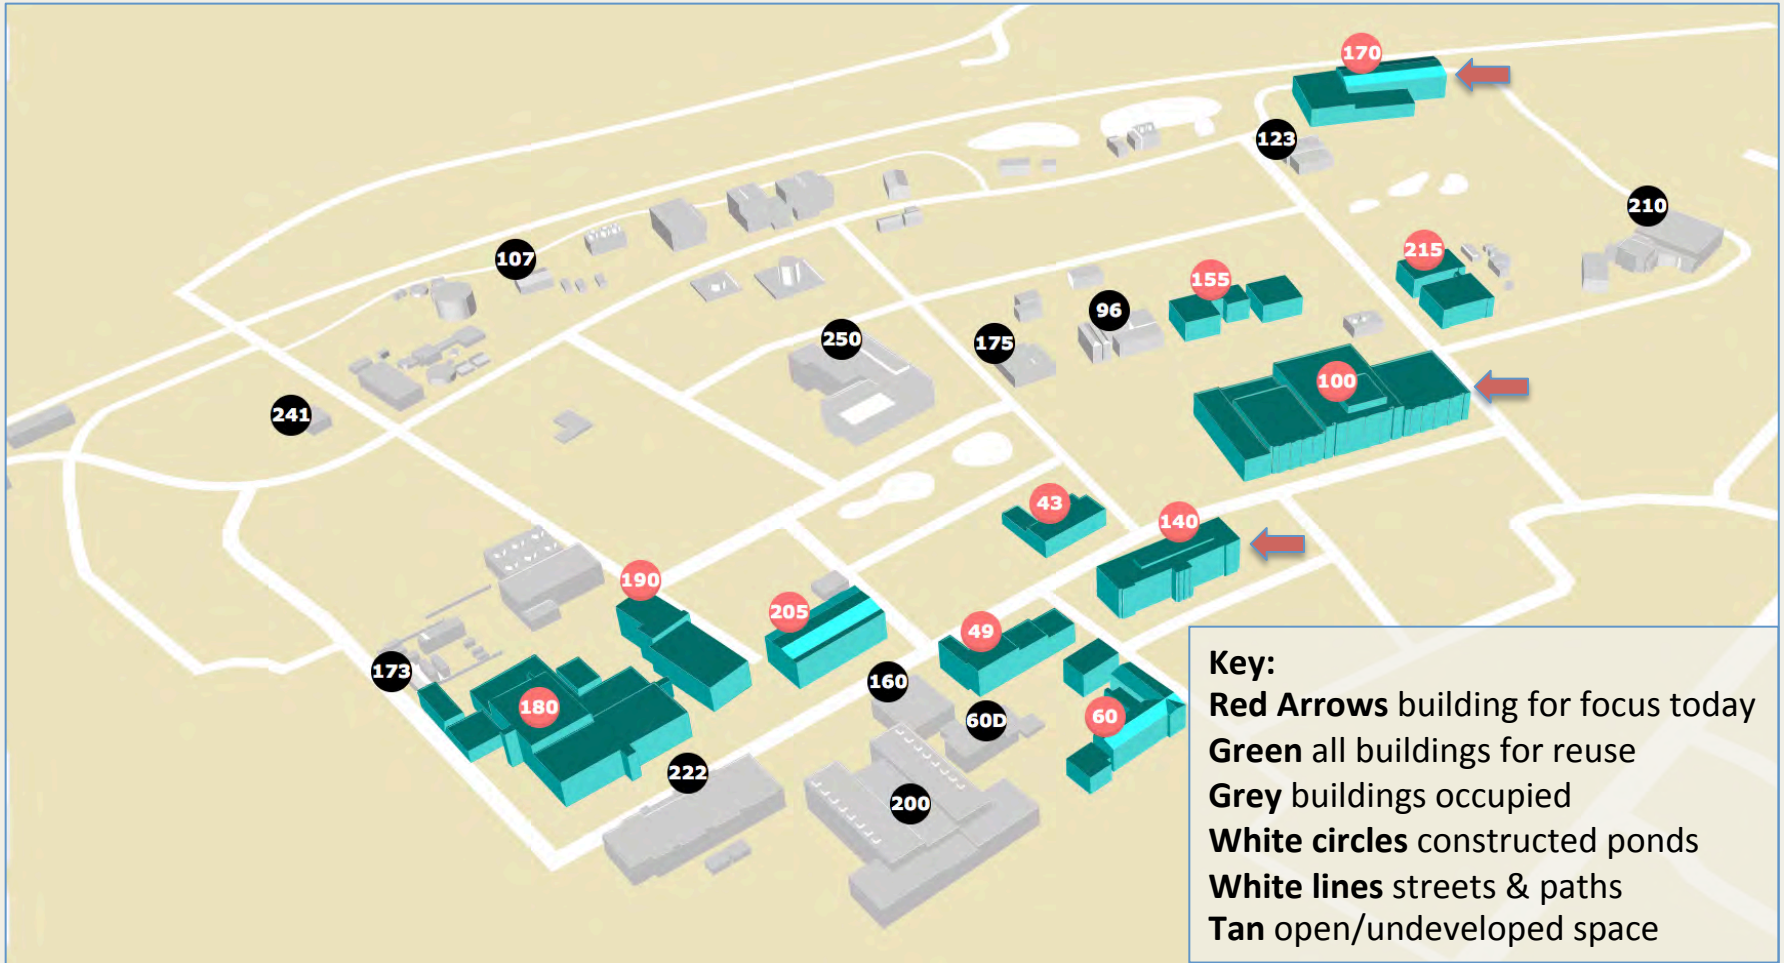 170
123
210
215
107
155
96
250
175
100
241
43
140
190
205
49
173
160
180
60D
60
222
200
Key:
Red Arrows building for focus today
Green all buildings for reuse
Grey buildings occupied
White circles constructed ponds
White lines streets & paths
Tan open/undeveloped space